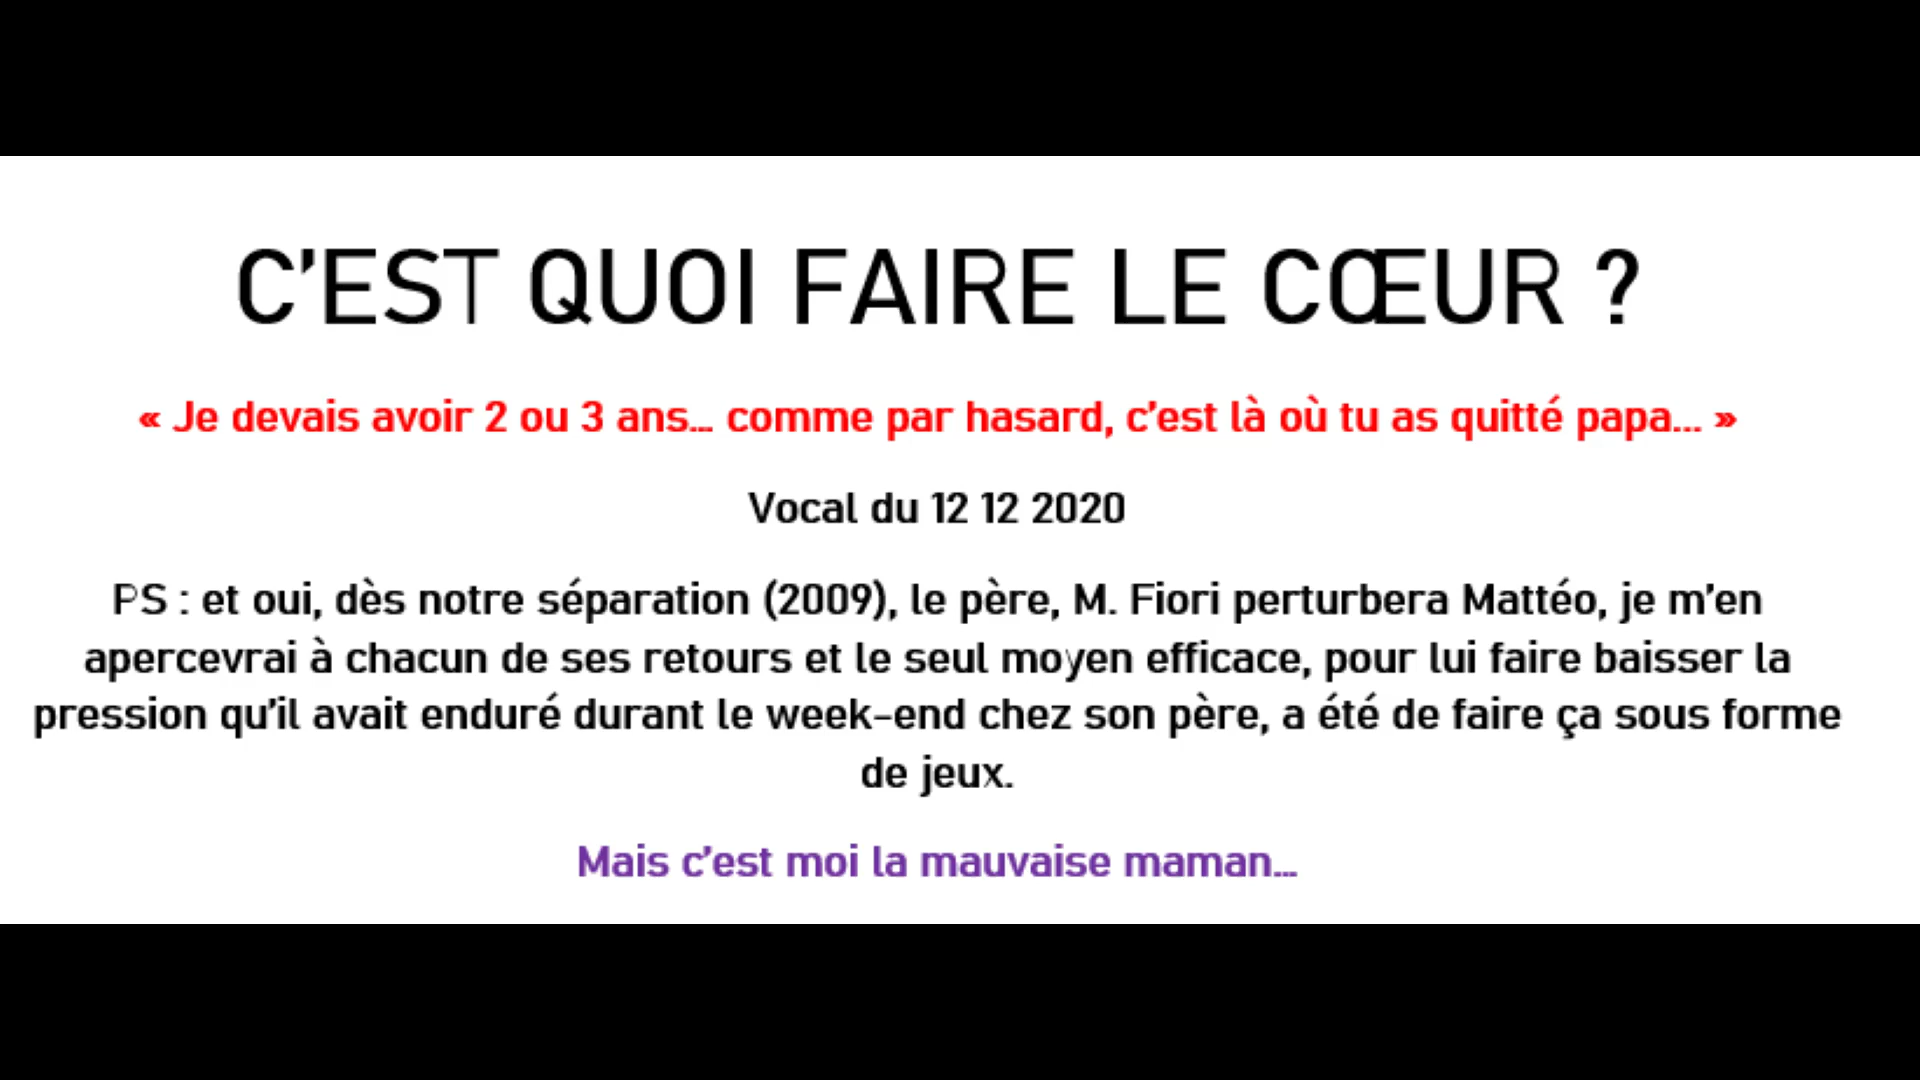 C'EST QUOI FAIRE LE CŒUR ?
« Je devais avoir 2 ou 3 ans... comme par hasard, c'est là où tu as quitté papa... »
Vocal du 12 12 2020
PS : et oui, dès notre séparation (2009), le père, M. Fiori perturbera Mattéo, je m'en
apercevrai à chacun de ses retours et le seul moyen efficace, pour lui faire baisser la
pression qu'il avait enduré durant le week-end chez son père, a été de faire ça sous forme
de jeux.
Mais c'est moi la mauvaise maman...